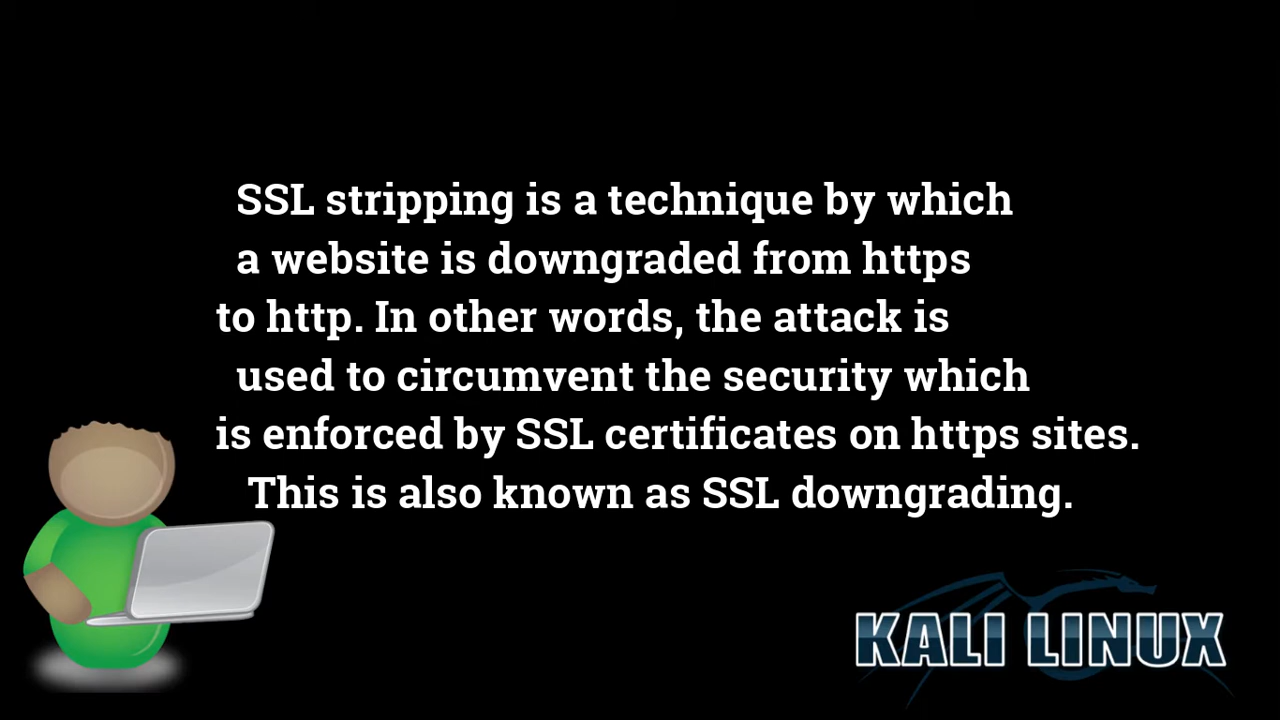 SSL stripping is a technique by which
a website is downgraded from https
to http. In other words, the attack is
used to circumvent the security which
is enforced by SSL certificates on https sites.
This is also known as SSL downgrading.
KALI LINUX